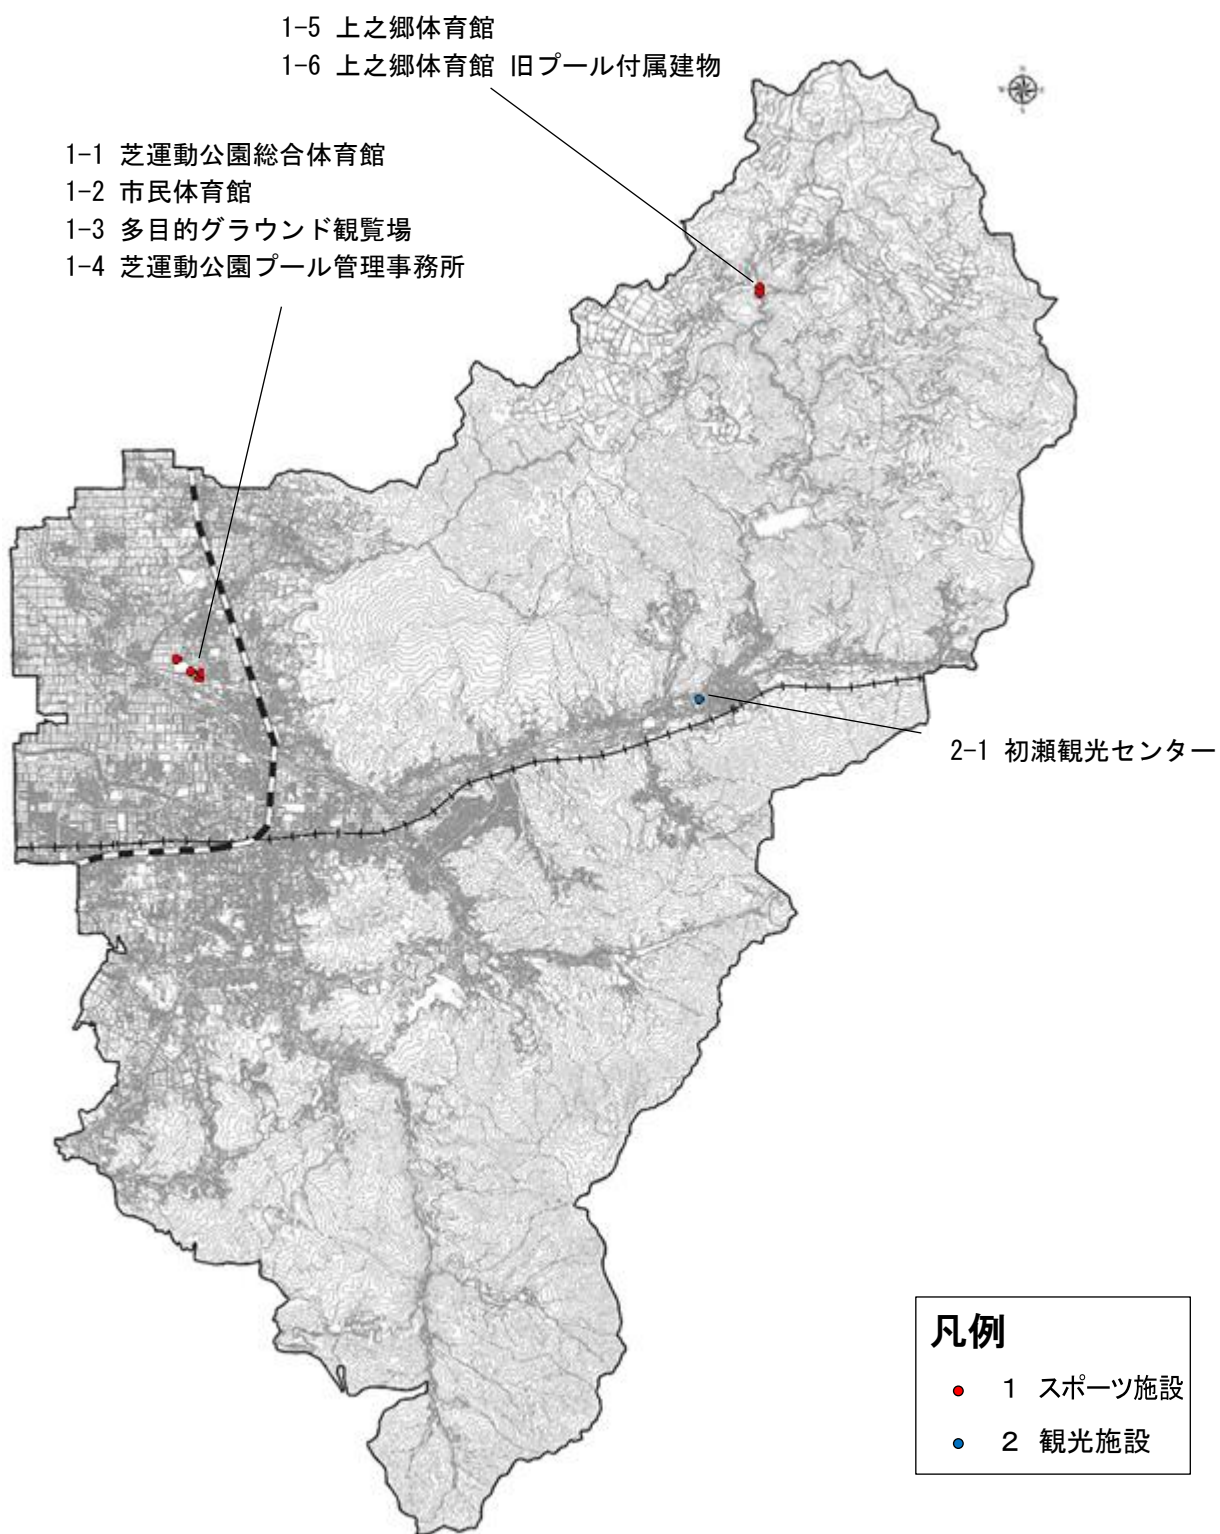 1-5 上之郷体育館
1-6 上之郷体育館 旧プール付属建物
1-1 芝運動公園総合体育館
1-2 市民体育館
1-3 多目的グラウンド観覧場
1-4 芝運動公園プール管理事務所
2-1 初瀬観光センター
凡例
1 スポーツ施設
2 観光施設